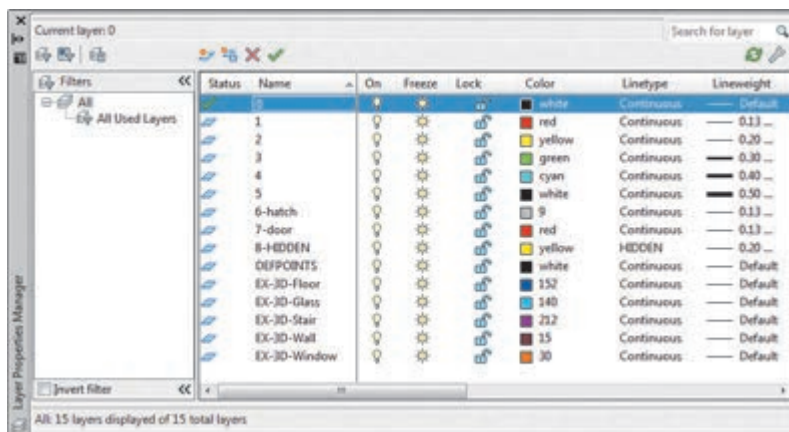 Current layer: 0
Search for layer
Filters
Status Name On Freeze Lock Color Linetype Lineweight
All
All Used Layers
0 white Continuous Default
1 red Continuous 0.13 ...
2 yellow Continuous 0.20 ...
3 green Continuous 0.30 ...
4 cyan Continuous 0.40 ...
5 white Continuous 0.50 ...
6-hatch 9 Continuous 0.13 ...
7-door red Continuous 0.13 ...
8-HIDDEN yellow HIDDEN 0.20 ...
DEFPOINTS white Continuous Default
EX-3D-Floor 152 Continuous Default
EX-3D-Glass 140 Continuous Default
EX-3D-Stair 212 Continuous Default
EX-3D-Wall 15 Continuous Default
EX-3D-Window 30 Continuous Default
Invert filter
Layer Properties Manager
All: 15 layers displayed of 15 total layers